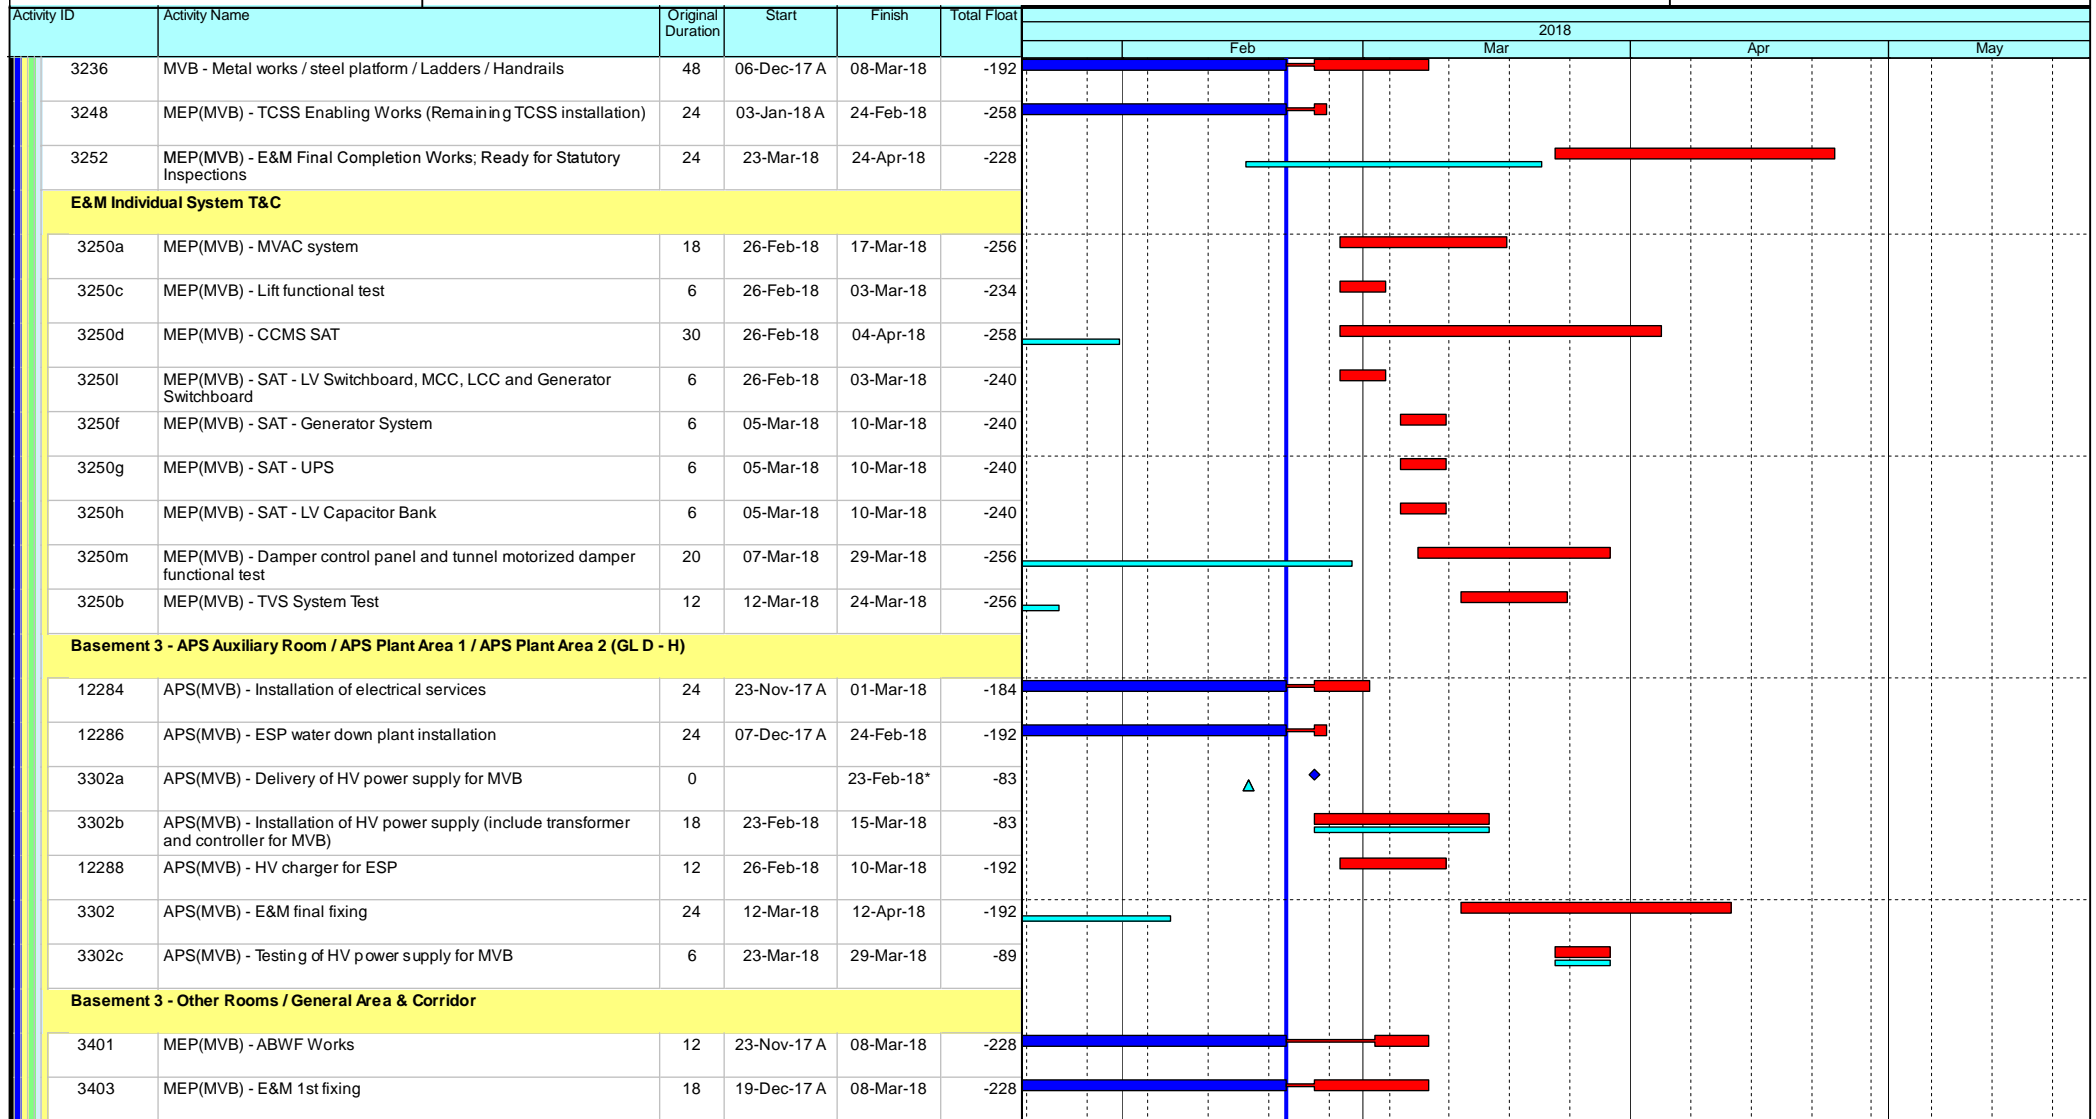 Activity ID Activity Name Original Duration Start Finish Total Float
2018
Feb Mar Apr May
3236 MVB - Metal works / steel platform / Ladders / Handrails 48 06-Dec-17 A 08-Mar-18 -192
3248 MEP(MVB) - TCSS Enabling Works (Remaining TCSS installation) 24 03-Jan-18 A 24-Feb-18 -258
3252 MEP(MVB) - E&M Final Completion Works; Ready for Statutory 24 23-Mar-18 24-Apr-18 -228
Inspections
E&M Individual System T&C
3250a MEP(MVB) - MVAC system 18 26-Feb-18 17-Mar-18 -256
3250c MEP(MVB) - Lift functional test 6 26-Feb-18 03-Mar-18 -234
3250d MEP(MVB) - CCMS SAT 30 26-Feb-18 04-Apr-18 -258
3250l MEP(MVB) - SAT - LV Switchboard, MCC, LCC and Generator 6 26-Feb-18 03-Mar-18 -240
Switchboard
3250f MEP(MVB) - SAT - Generator System 6 05-Mar-18 10-Mar-18 -240
3250g MEP(MVB) - SAT - UPS 6 05-Mar-18 10-Mar-18 -240
3250h MEP(MVB) - SAT - LV Capacitor Bank 6 05-Mar-18 10-Mar-18 -240
3250m MEP(MVB) - Damper control panel and tunnel motorized damper 20 07-Mar-18 29-Mar-18 -256
functional test
3250b MEP(MVB) - TVS System Test 12 12-Mar-18 24-Mar-18 -256
Basement 3 - APS Auxiliary Room / APS Plant Area 1 / APS Plant Area 2 (GL D - H)
12284 APS(MVB) - Installation of electrical services 24 23-Nov-17 A 01-Mar-18 -184
12286 APS(MVB) - ESP water down plant installation 24 07-Dec-17 A 24-Feb-18 -192
3302a APS(MVB) - Delivery of HV power supply for MVB 0 23-Feb-18* -83
3302b APS(MVB) - Installation of HV power supply (include transformer 18 23-Feb-18 15-Mar-18 -83
and controller for MVB)
12288 APS(MVB) - HV charger for ESP 12 26-Feb-18 10-Mar-18 -192
3302 APS(MVB) - E&M final fixing 24 12-Mar-18 12-Apr-18 -192
3302c APS(MVB) - Testing of HV power supply for MVB 6 23-Mar-18 29-Mar-18 -89
Basement 3 - Other Rooms / General Area & Corridor
3401 MEP(MVB) - ABWF Works 12 23-Nov-17 A 08-Mar-18 -228
3403 MEP(MVB) - E&M 1st fixing 18 19-Dec-17 A 08-Mar-18 -228